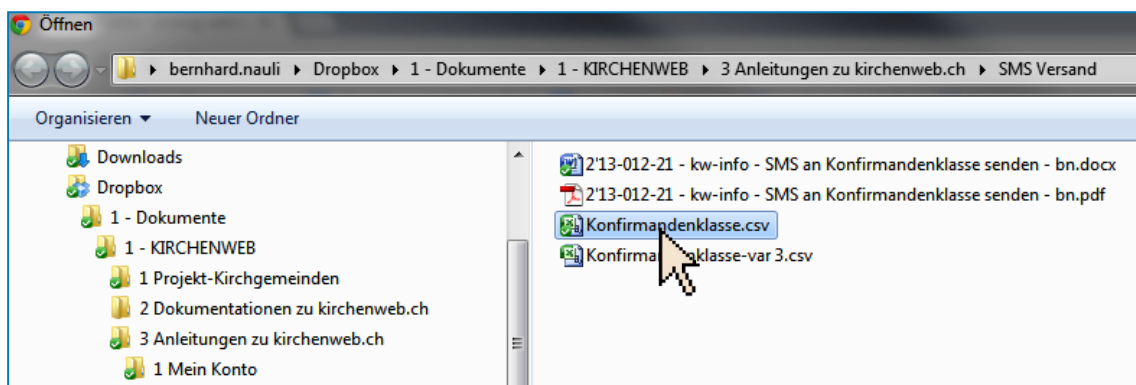 Öffnen
bernhard.nauli ▸ Dropbox ▸ 1 - Dokumente ▸ 1 - KIRCHENWEB ▸ 3 Anleitungen zu kirchenweb.ch ▸ SMS Versand
Organisieren Neuer Ordner
Downloads
Dropbox
1 - Dokumente
1 - KIRCHENWEB
1 Projekt-Kirchgemeinden
2 Dokumentationen zu kirchenweb.ch
3 Anleitungen zu kirchenweb.ch
1 Mein Konto
2'13-012-21 - kw-info - SMS an Konfirmandenklasse senden - bn.docx
2'13-012-21 - kw-info - SMS an Konfirmandenklasse senden - bn.pdf
Konfirmandenklasse.csv
Konfirmandenklasse-var 3.csv